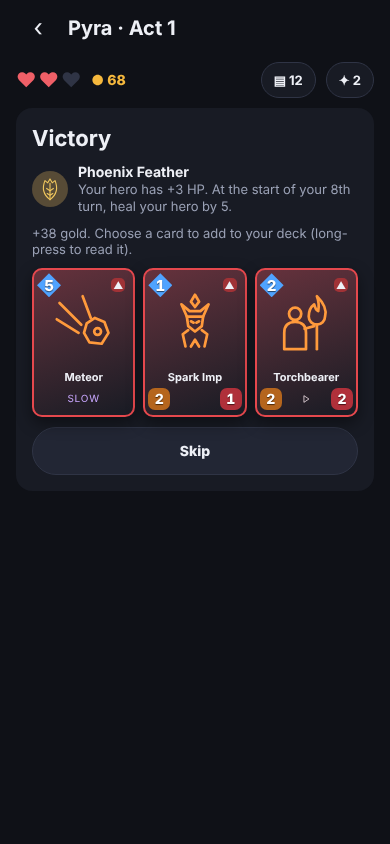 Pyra · Act 1
68
12
2
Victory
Phoenix Feather
Your hero has +3 HP. At the start of your 8th
turn, heal your hero by 5.
+38 gold. Choose a card to add to your deck (long-
press to read it).
5
1
2
Meteor
Spark Imp
Torchbearer
SLOW
2
1
2
2
Skip